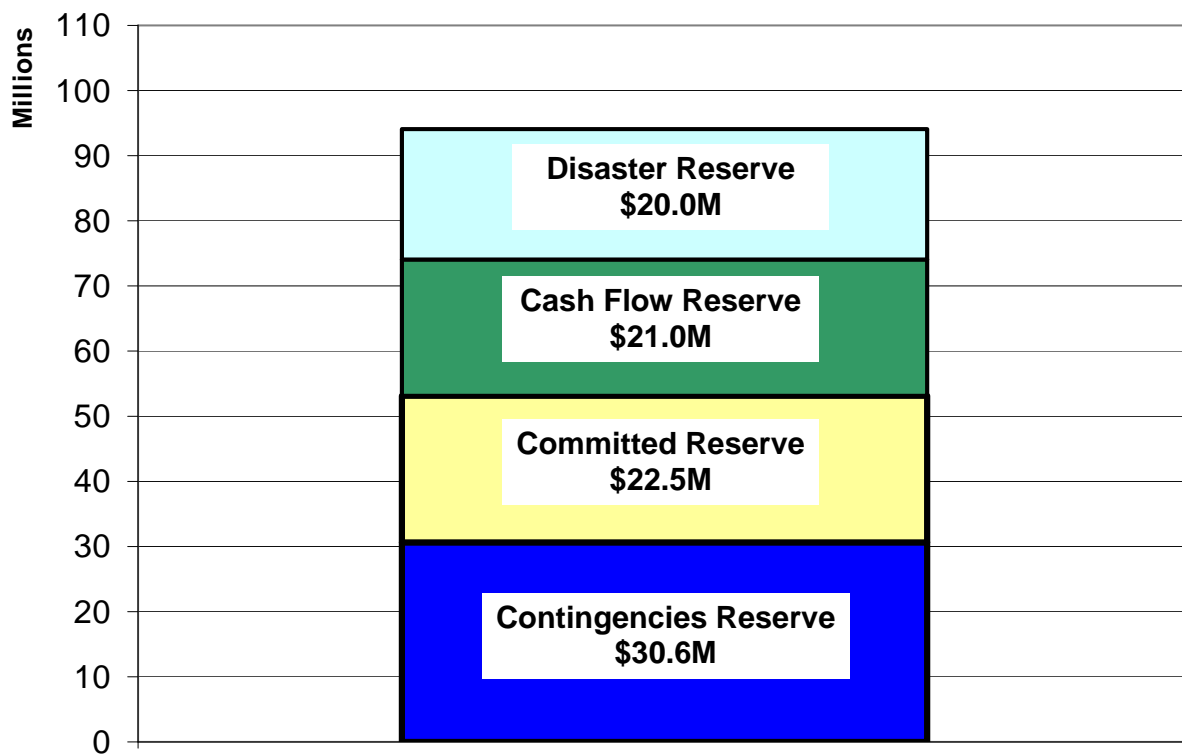 Millions
110
100
90
80
70
60
50
40
30
20
10
0
Disaster Reserve
$20.0M
Cash Flow Reserve
$21.0M
Committed Reserve
$22.5M
Contingencies Reserve
$30.6M